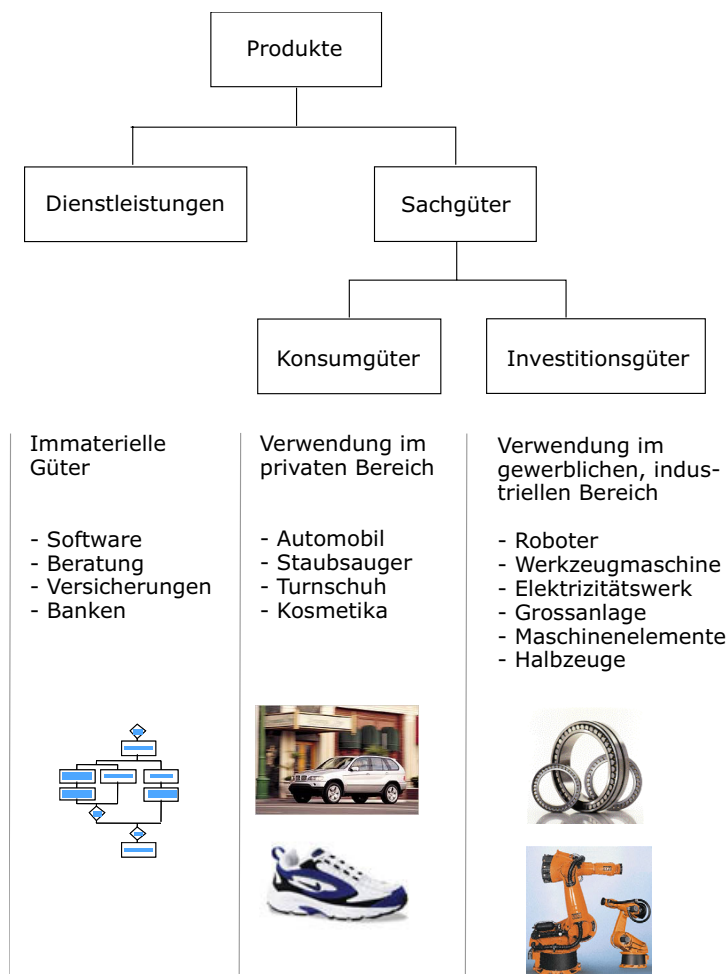 Produkte
Dienstleistungen
Sachgüter
Konsumgüter
Investitionsgüter
Immaterielle
Güter
- Software
- Beratung
- Versicherungen
- Banken
Verwendung im
privaten Bereich
- Automobil
- Staubsauger
- Turnschuh
- Kosmetika
Verwendung im
gewerblichen, indus-
triellen Bereich
- Roboter
- Werkzeugmaschine
- Elektrizitätswerk
- Grossanlage
- Maschinenelemente
- Halbzeuge